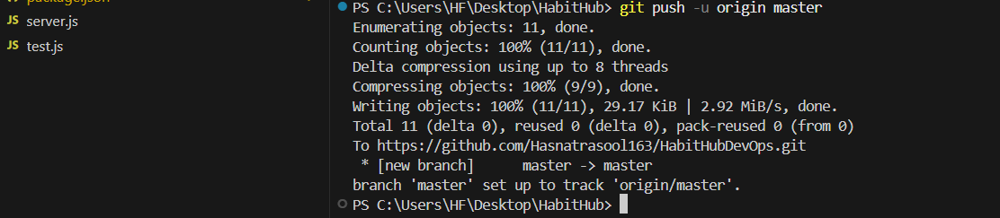 package.json
JS server.js
JS test.js
PS C:\Users\HF\Desktop\HabitHub> git push -u origin master
Enumerating objects: 11, done.
Counting objects: 100% (11/11), done.
Delta compression using up to 8 threads
Compressing objects: 100% (9/9), done.
Writing objects: 100% (11/11), 29.17 KiB | 2.92 MiB/s, done.
Total 11 (delta 0), reused 0 (delta 0), pack-reused 0 (from 0)
To https://github.com/Hasnatrasool163/HabitHubDevOps.git
 * [new branch]      master -> master
branch 'master' set up to track 'origin/master'.
PS C:\Users\HF\Desktop\HabitHub>